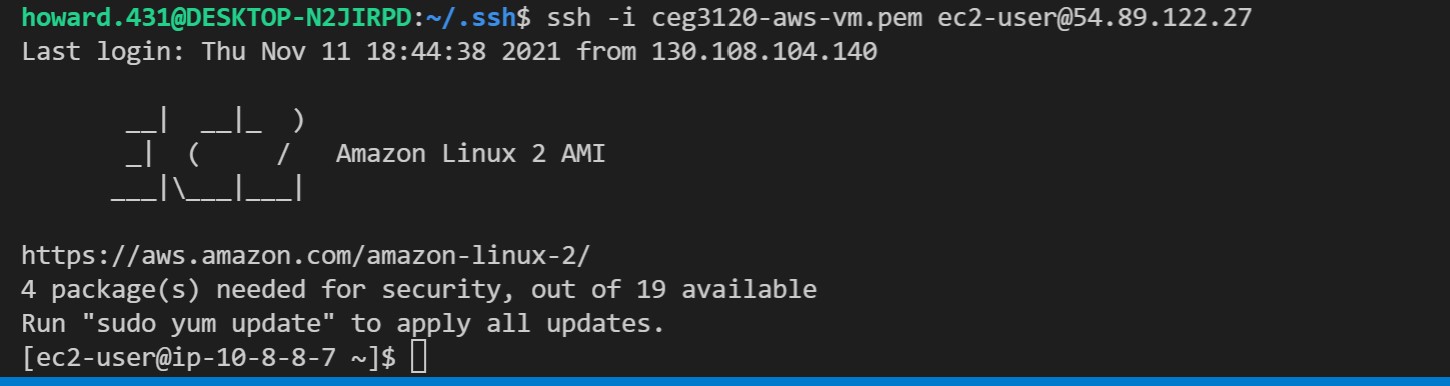 howard.431@DESKTOP-N2JIRPD:~/.ssh$ ssh -i ceg3120-aws-vm.pem ec2-user@54.89.122.27
Last login: Thu Nov 11 18:44:38 2021 from 130.108.104.140

       __|  __|_  )
       _|  (     /   Amazon Linux 2 AMI
      ___|\___|___|

https://aws.amazon.com/amazon-linux-2/
4 package(s) needed for security, out of 19 available
Run "sudo yum update" to apply all updates.
[ec2-user@ip-10-8-8-7 ~]$